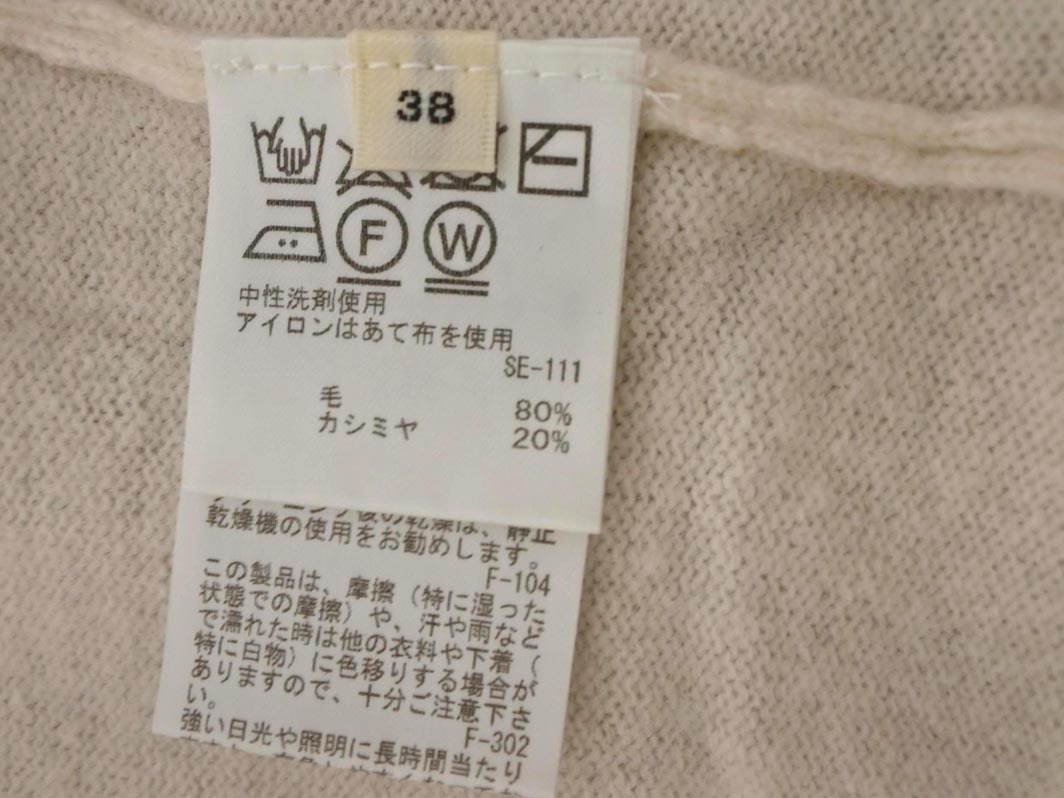 38
F
W
中性洗剤使用
アイロンはあて布を使用
SE-111
毛 80%
カシミヤ 20%
乾燥機の使用をお勧めします。
F-104
この製品は、摩擦(特に湿った
状態での摩擦)や、汗や雨など
で濡れた時は他の衣料や下着(
特に白物)に色移りする場合が
ありますので、十分ご注意下さ
い。
F-302
強い日光や照明に長時間当たり